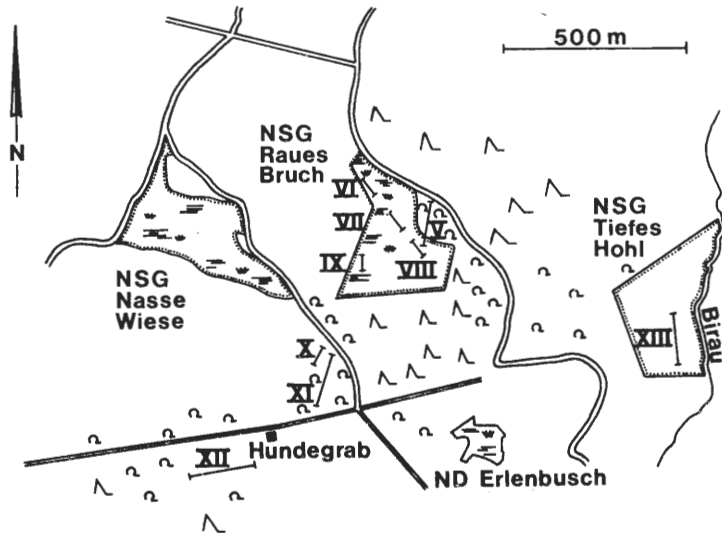 500 m
N
NSG
Raues
Bruch
VI
VII
V
IX
VIII
NSG
Tiefes
Hohl
NSG
Nasse
Wiese
XIII
Birau
X
XI
Hundegrab
XII
ND Erlenbusch